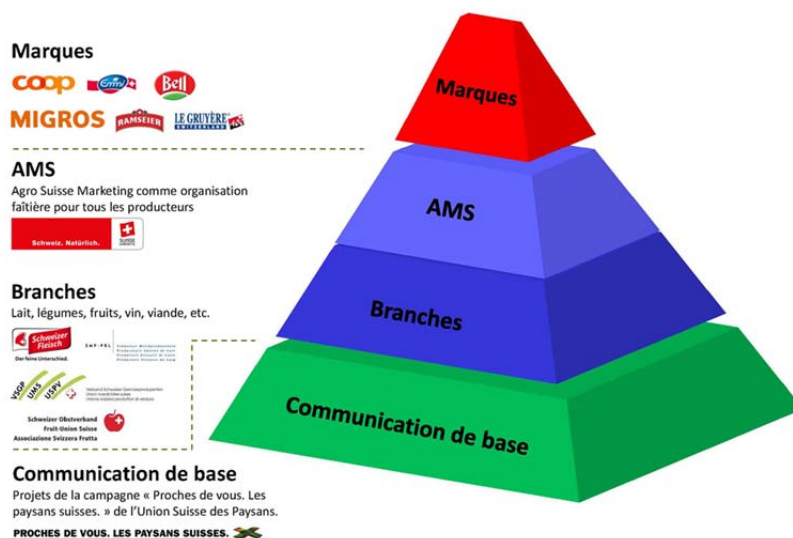 Marques
coop
Emmi
Bell
MIGROS
RAMSEIER
LE GRUYÈRE
SWITZERLAND
AMS
Agro Suisse Marketing comme organisation
faîtière pour tous les producteurs
Schweiz. Natürlich.
SUISSE
GARANTIE
Branches
Lait, légumes, fruits, vin, viande, etc.
Schweizer
Fleisch
Der feine Unterschied.
SMP·PSL
VSGP
UMS
USPV
Schweizer Obstverband
Fruit-Union Suisse
Associazione Svizzera Frutta
Communication de base
Projets de la campagne « Proches de vous. Les
paysans suisses. » de l’Union Suisse des Paysans.
PROCHES DE VOUS. LES PAYSANS SUISSES.
Marques
AMS
Branches
Communication de base